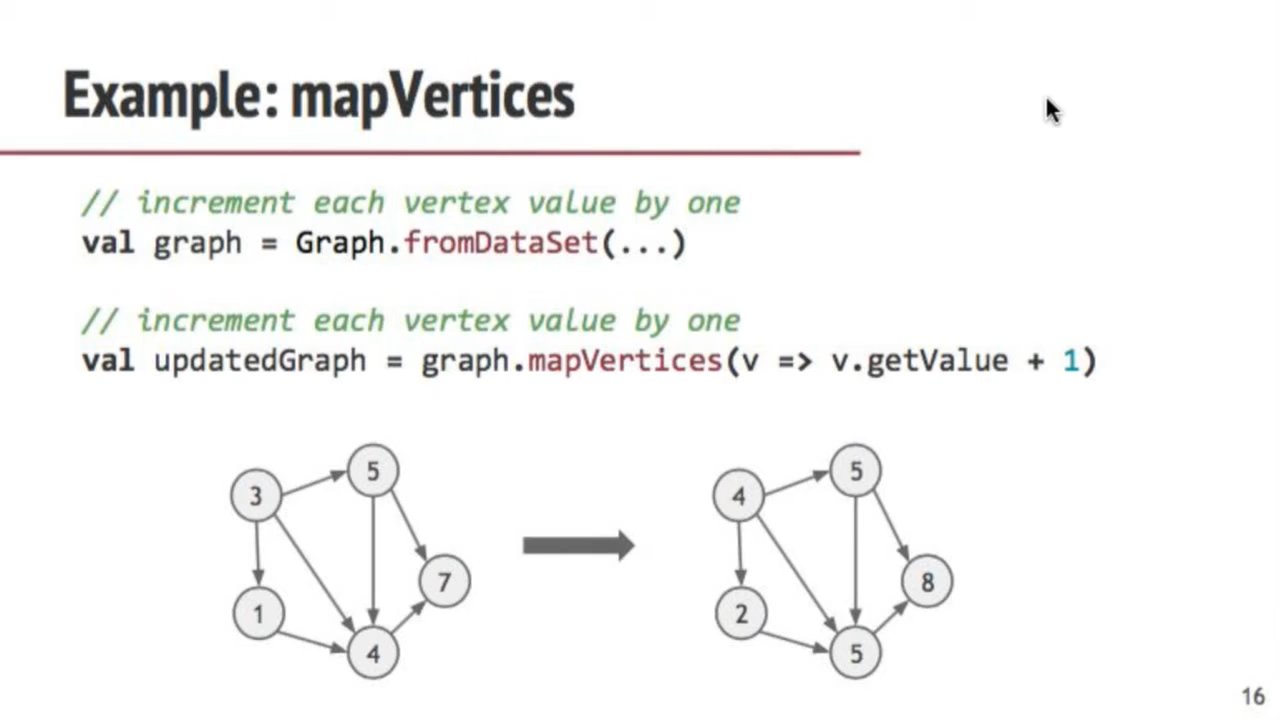 Example: mapVertices
// increment each vertex value by one
val graph = Graph.fromDataSet(...)
// increment each vertex value by one
val updatedGraph = graph.mapVertices(v => v.getValue + 1)
5
3
7
1
4
5
4
8
2
5
16